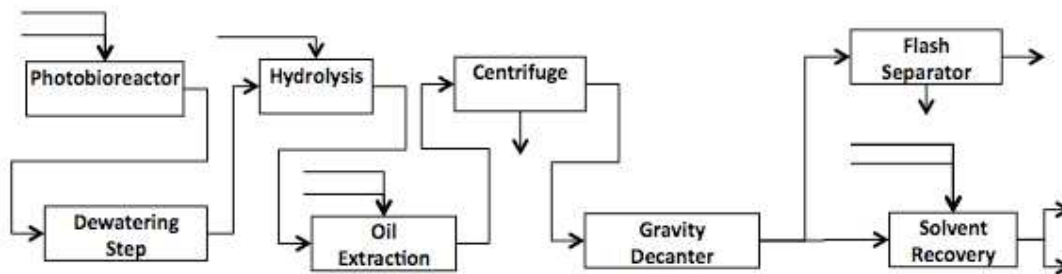 Photobioreactor
Hydrolysis
Centrifuge
Flash
Separator
Dewatering
Step
Oil
Extraction
Gravity
Decanter
Solvent
Recovery